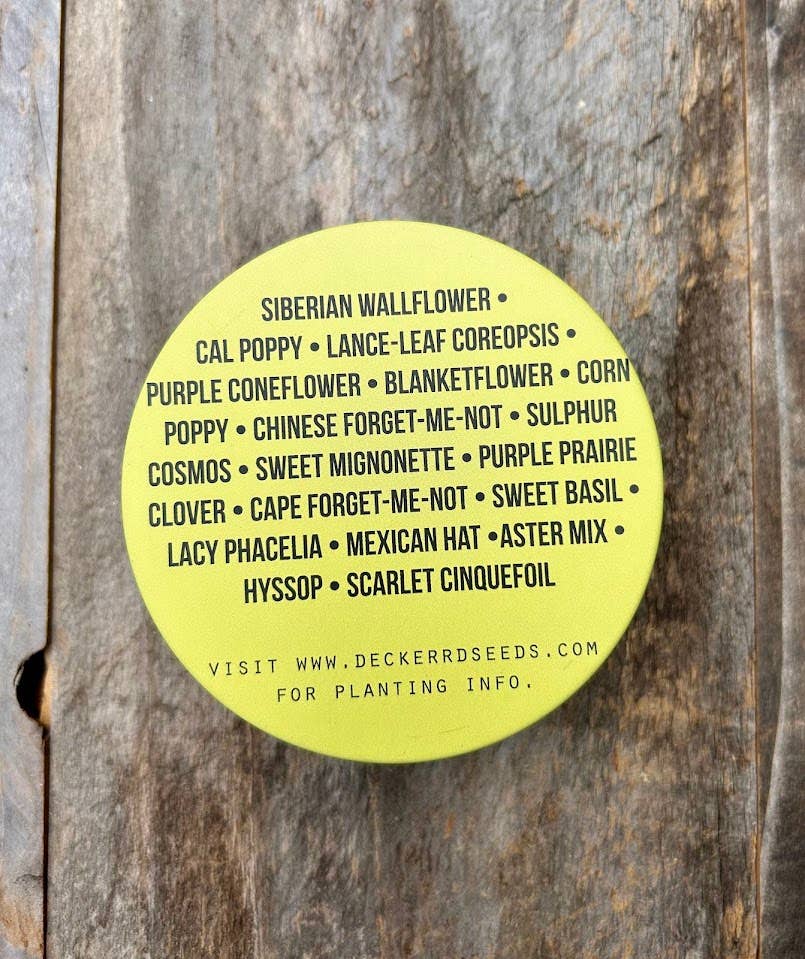 SIBERIAN WALLFLOWER •
CAL POPPY • LANCE-LEAF COREOPSIS •
PURPLE CONEFLOWER • BLANKETFLOWER • CORN
POPPY • CHINESE FORGET-ME-NOT • SULPHUR
COSMOS • SWEET MIGNONETTE • PURPLE PRAIRIE
CLOVER • CAPE FORGET-ME-NOT • SWEET BASIL •
LACY PHACELIA • MEXICAN HAT •ASTER MIX •
HYSSOP • SCARLET CINQUEFOIL
VISIT WWW.DECKERRDSEEDS.COM
FOR PLANTING INFO.